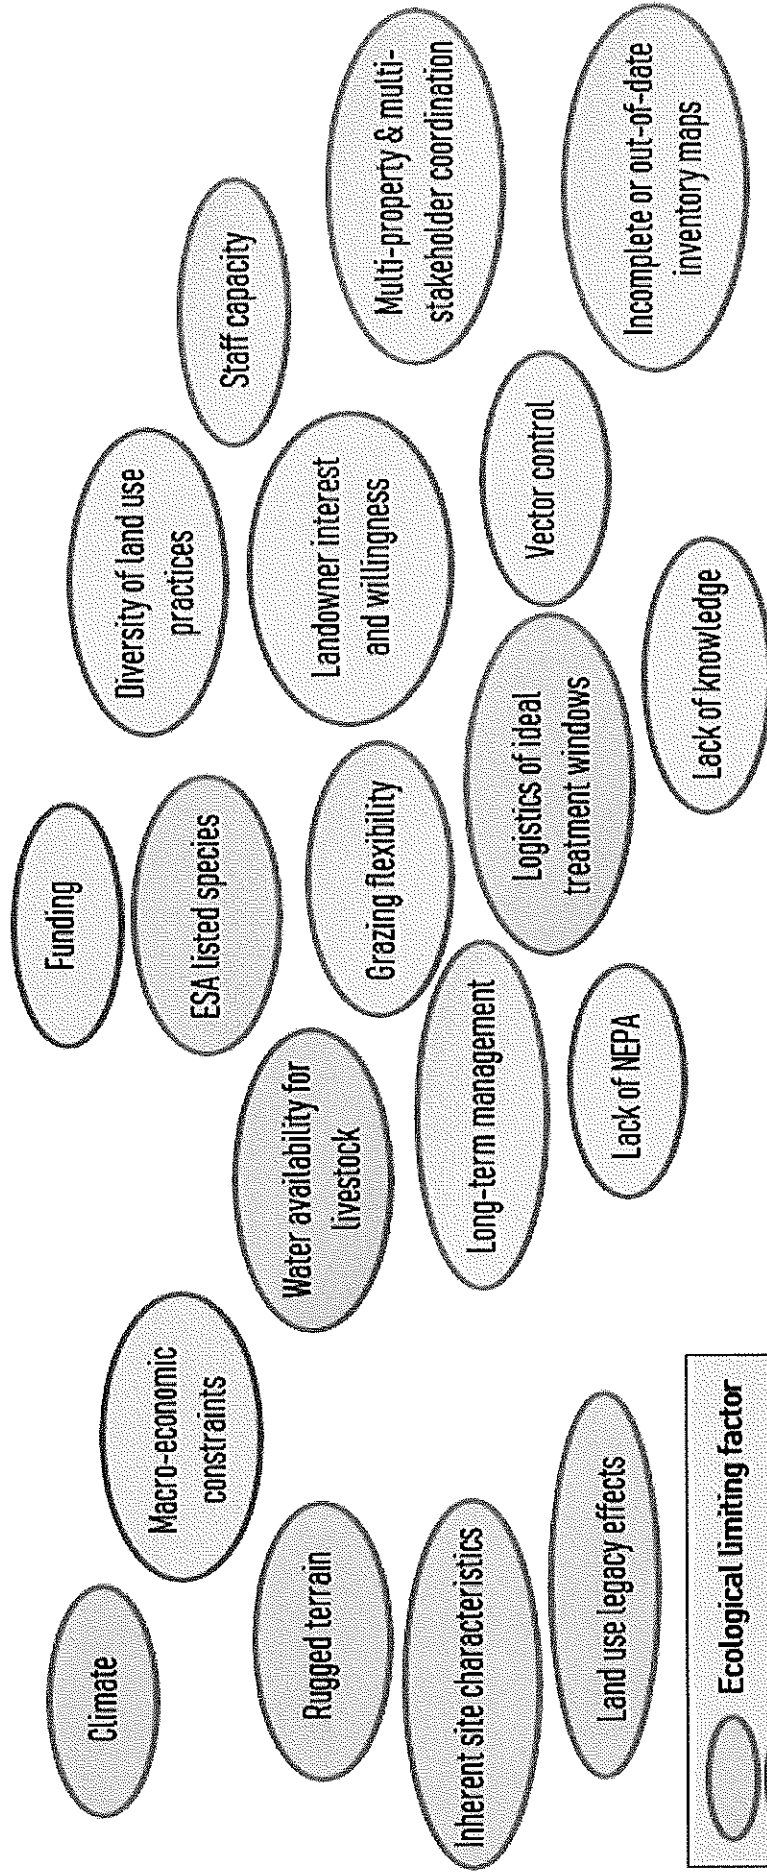 Climate
Macro-economic
constraints
Rugged terrain
Inherent site characteristics
Land use legacy effects
Funding
ESA listed species
Water availability for
livestock
Grazing flexibility
Long-term management
Lack of NEPA
Diversity of land use
practices
Landowner interest
and willingness
Logistics of ideal
treatment windows
Lack of knowledge
Staff capacity
Vector control
Multi-property & multi-
stakeholder coordination
Incomplete or out-of-date
inventory maps
Ecological limiting factor